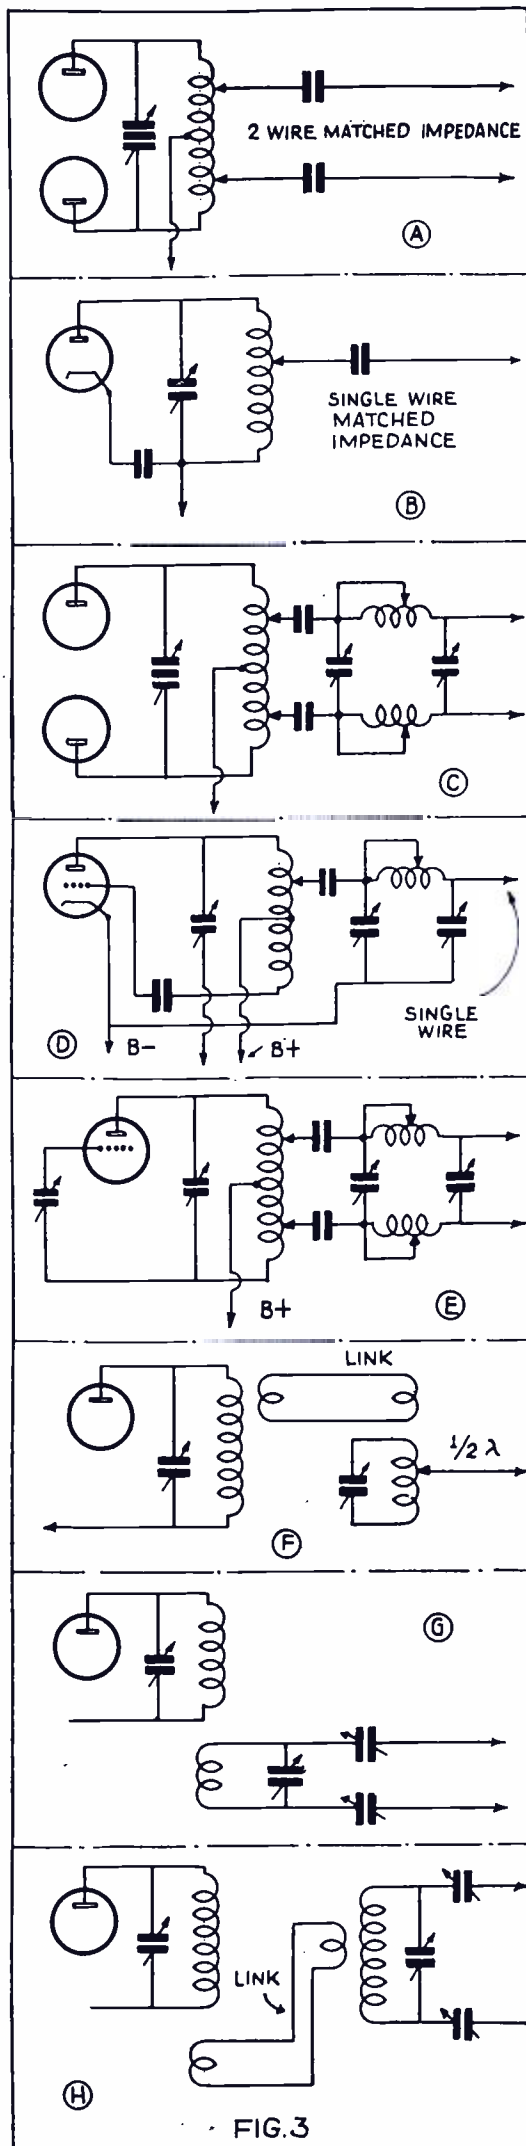 2 WIRE MATCHED IMPEDANCE
A
SINGLE WIRE
MATCHED
IMPEDANCE
B
C
D
B-
B+
SINGLE
WIRE
B+
E
LINK
1/2 λ
F
G
LINK
H
FIG.3